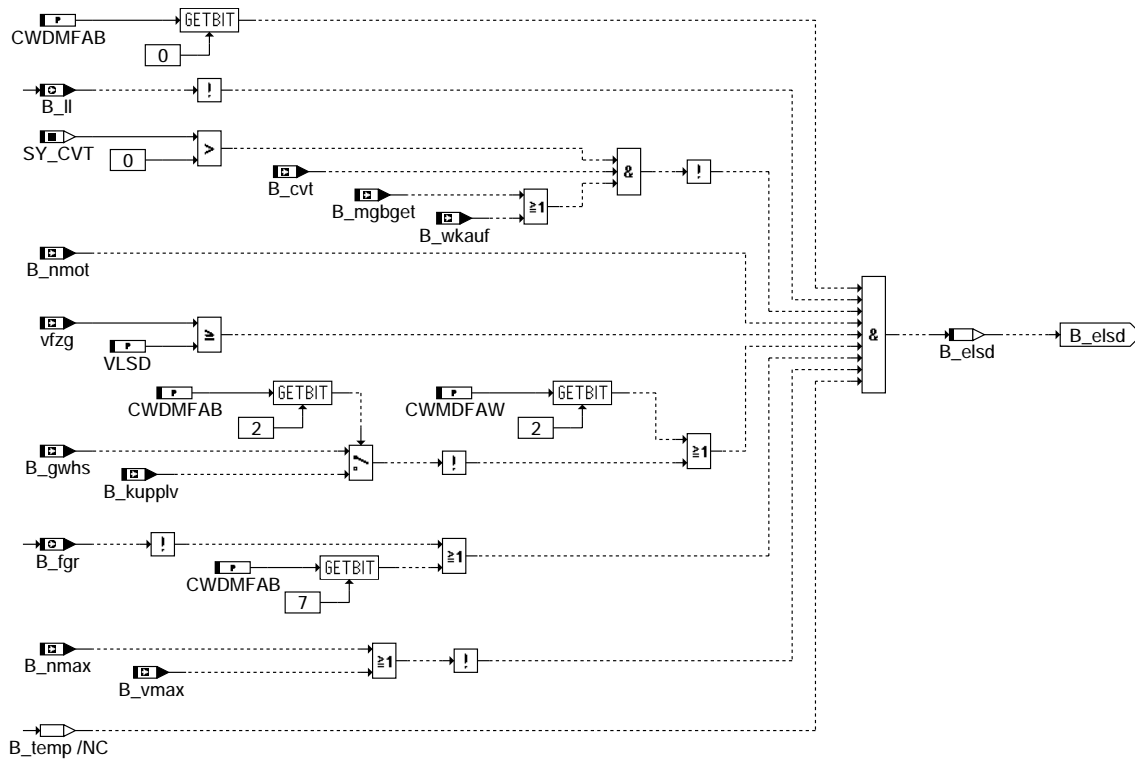 P
GETBIT
CWDMFAB
0
B_ll
!
SY_CVT
0
>
B_cvt
&
!
B_mgbget
≥1
B_wkauf
B_nmot
vfzg
≥
VLSD
&
B_elsd
B_elsd
P
GETBIT
P
GETBIT
CWDMFAB
CWMDFAW
2
2
B_gwhs
!
≥1
B_kupplv
B_fgr
!
≥1
P
GETBIT
CWDMFAB
7
B_nmax
≥1
!
B_vmax
B_temp /NC